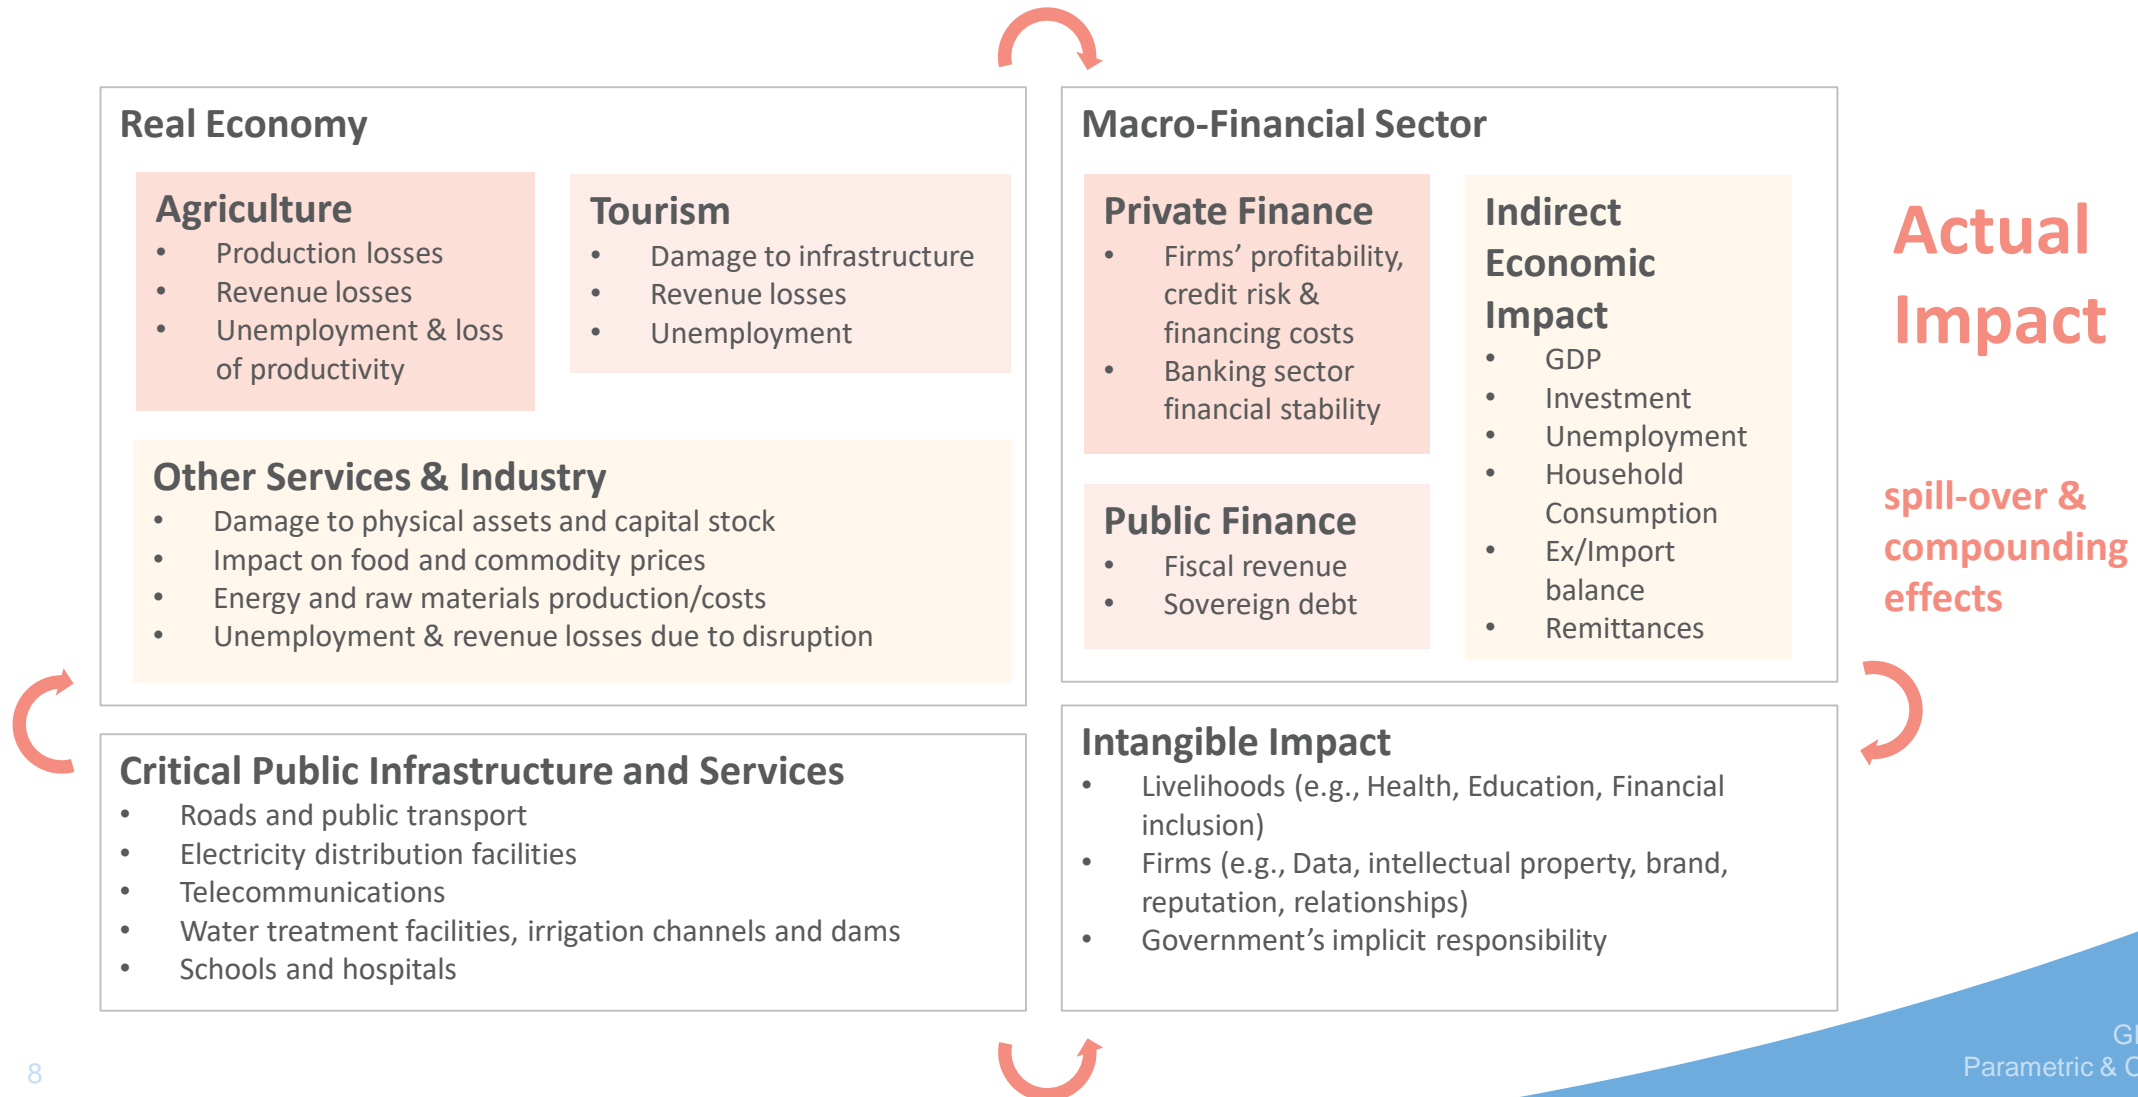 Real Economy
Agriculture
• Production losses
• Revenue losses
• Unemployment & loss
of productivity
Tourism
• Damage to infrastructure
• Revenue losses
• Unemployment
Other Services & Industry
• Damage to physical assets and capital stock
• Impact on food and commodity prices
• Energy and raw materials production/costs
• Unemployment & revenue losses due to disruption
Macro-Financial Sector
Private Finance
• Firms’ profitability,
credit risk &
financing costs
• Banking sector
financial stability
Public Finance
• Fiscal revenue
• Sovereign debt
Indirect
Economic
Impact
• GDP
• Investment
• Unemployment
• Household
Consumption
• Ex/Import
balance
• Remittances
Actual
Impact
spill-over &
compounding
effects
Critical Public Infrastructure and Services
• Roads and public transport
• Electricity distribution facilities
• Telecommunications
• Water treatment facilities, irrigation channels and dams
• Schools and hospitals
Intangible Impact
• Livelihoods (e.g., Health, Education, Financial
inclusion)
• Firms (e.g., Data, intellectual property, brand,
reputation, relationships)
• Government’s implicit responsibility
8
Parametric &